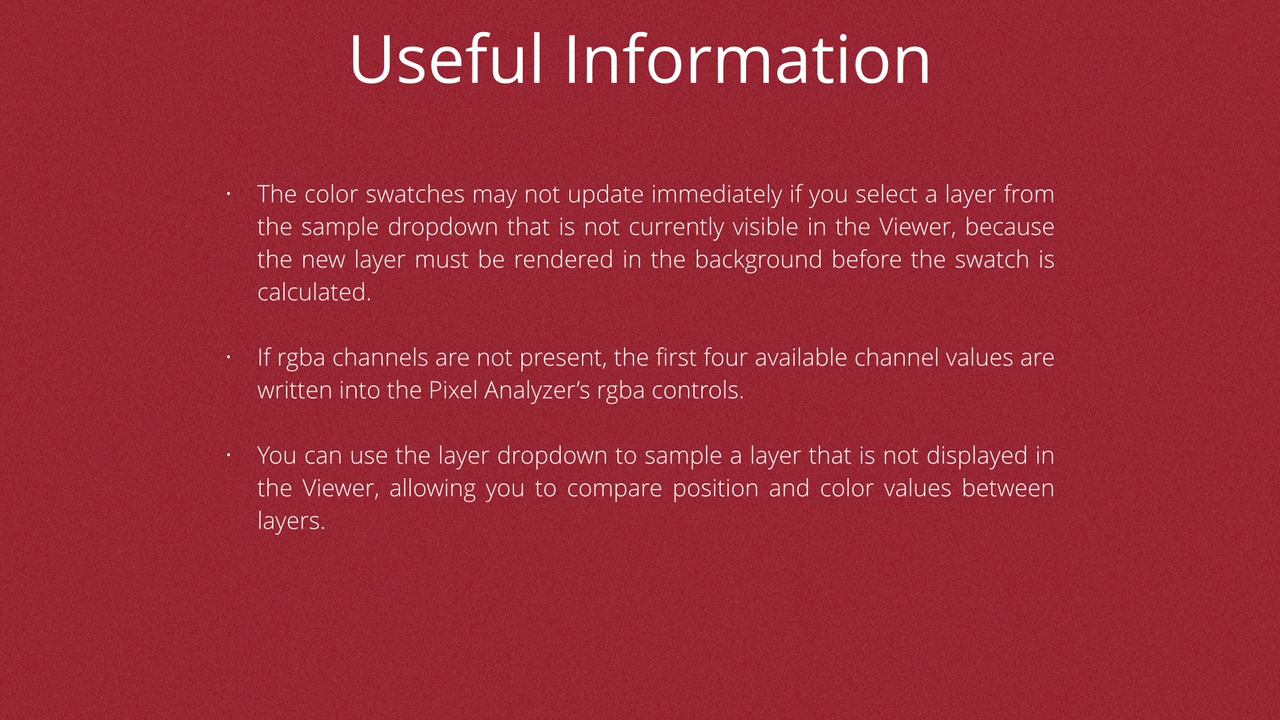 Useful Information
· The color swatches may not update immediately if you select a layer from
the sample dropdown that is not currently visible in the Viewer, because
the new layer must be rendered in the background before the swatch is
calculated.
· If rgba channels are not present, the first four available channel values are
written into the Pixel Analyzer’s rgba controls.
· You can use the layer dropdown to sample a layer that is not displayed in
the Viewer, allowing you to compare position and color values between
layers.